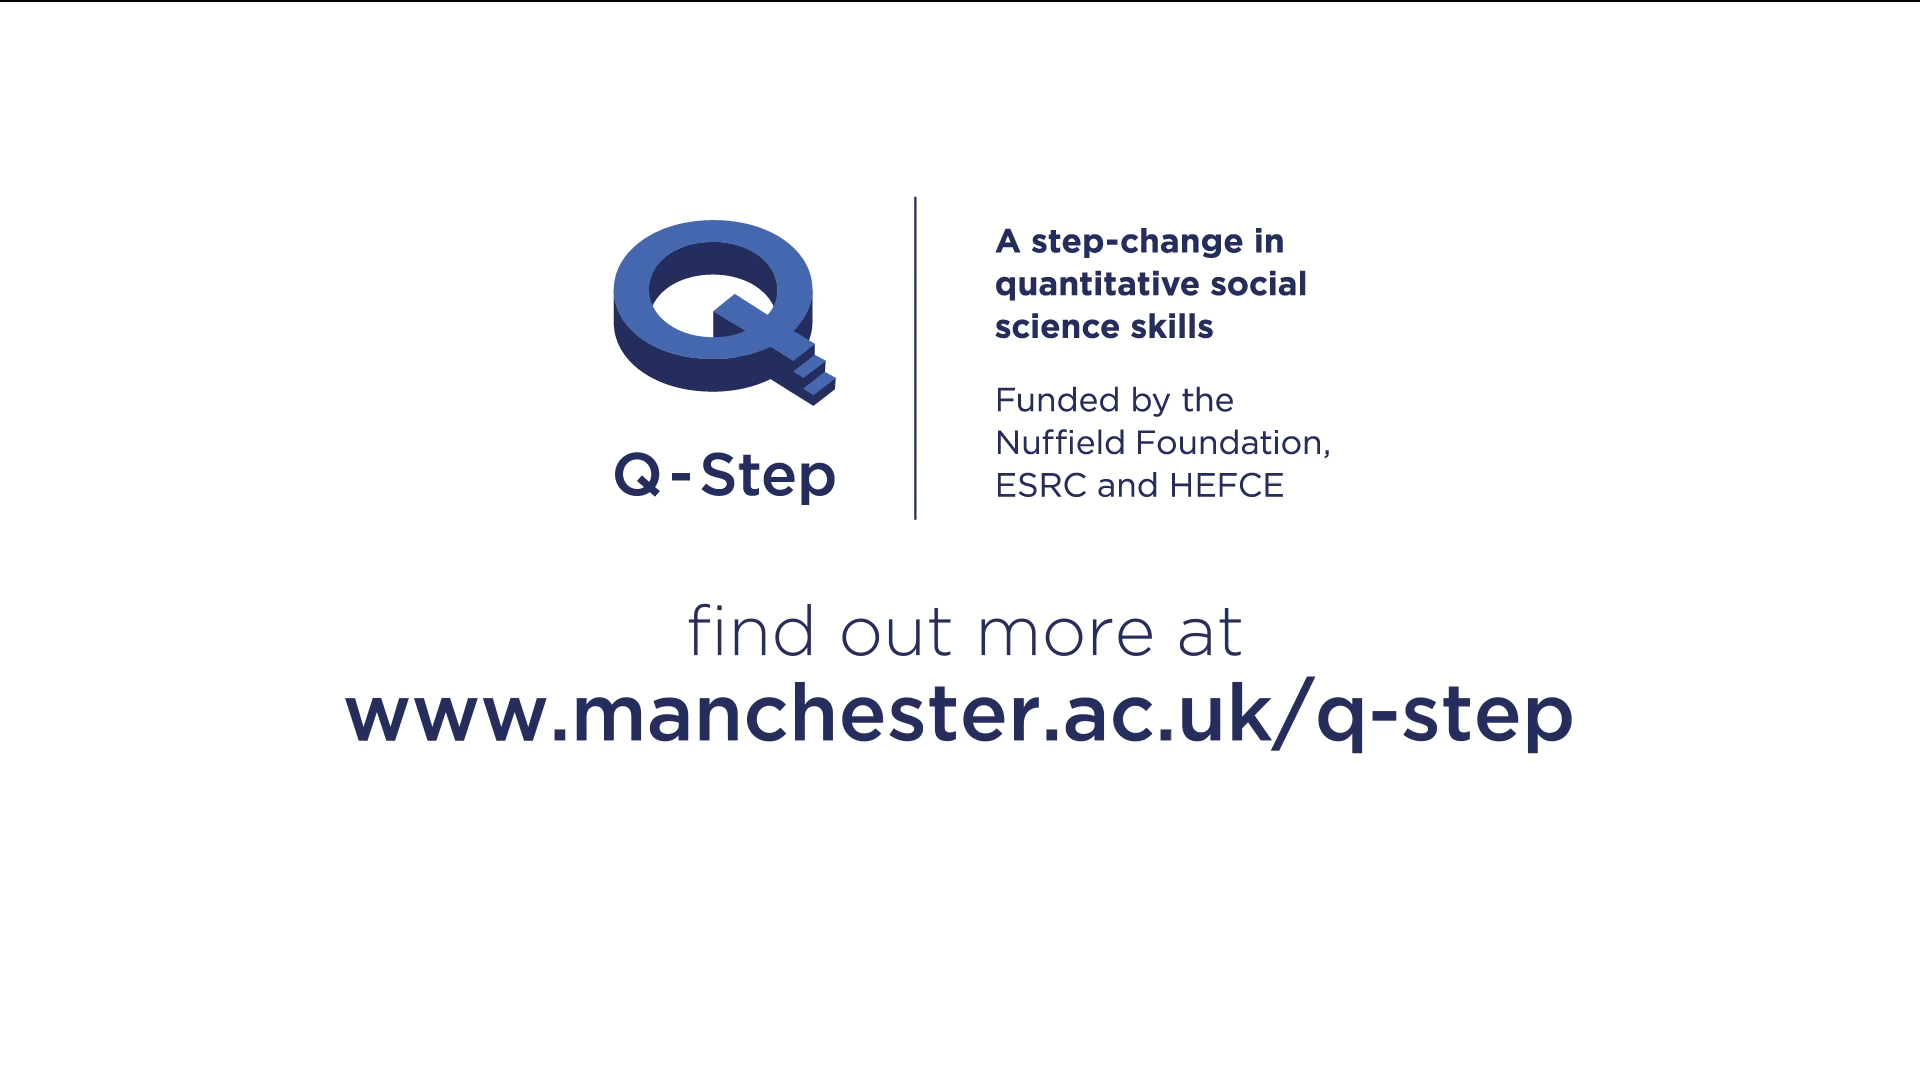 Q-Step
A step-change in
quantitative social
science skills
Funded by the
Nuffield Foundation,
ESRC and HEFCE
find out more at
www.manchester.ac.uk/q-step